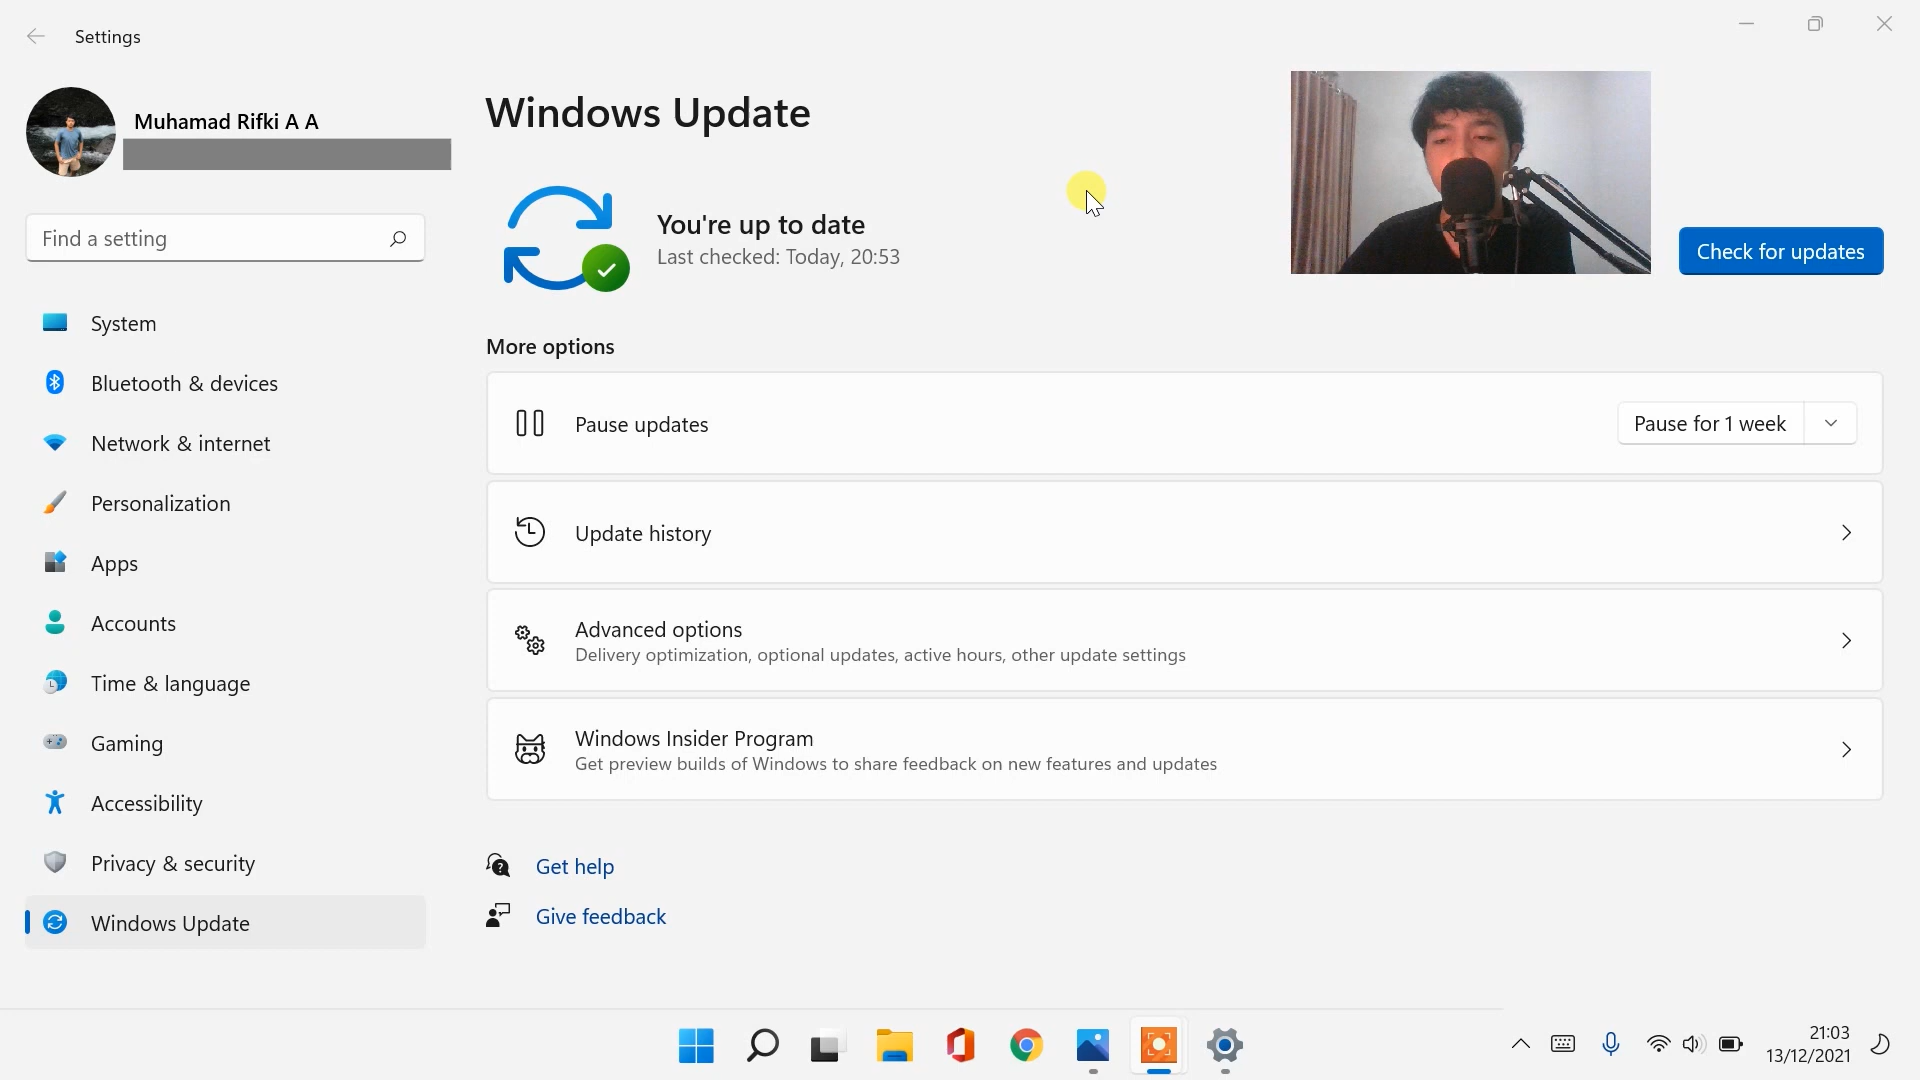 Settings
Muhamad Rifki A A
Find a setting
System
Bluetooth & devices
Network & internet
Personalization
Apps
Accounts
Time & language
Gaming
Accessibility
Privacy & security
Windows Update
Windows Update
You're up to date
Last checked: Today, 20:53
Check for updates
More options
Pause updates
Pause for 1 week
Update history
Advanced options
Delivery optimization, optional updates, active hours, other update settings
Windows Insider Program
Get preview builds of Windows to share feedback on new features and updates
Get help
Give feedback
21:03
13/12/2021